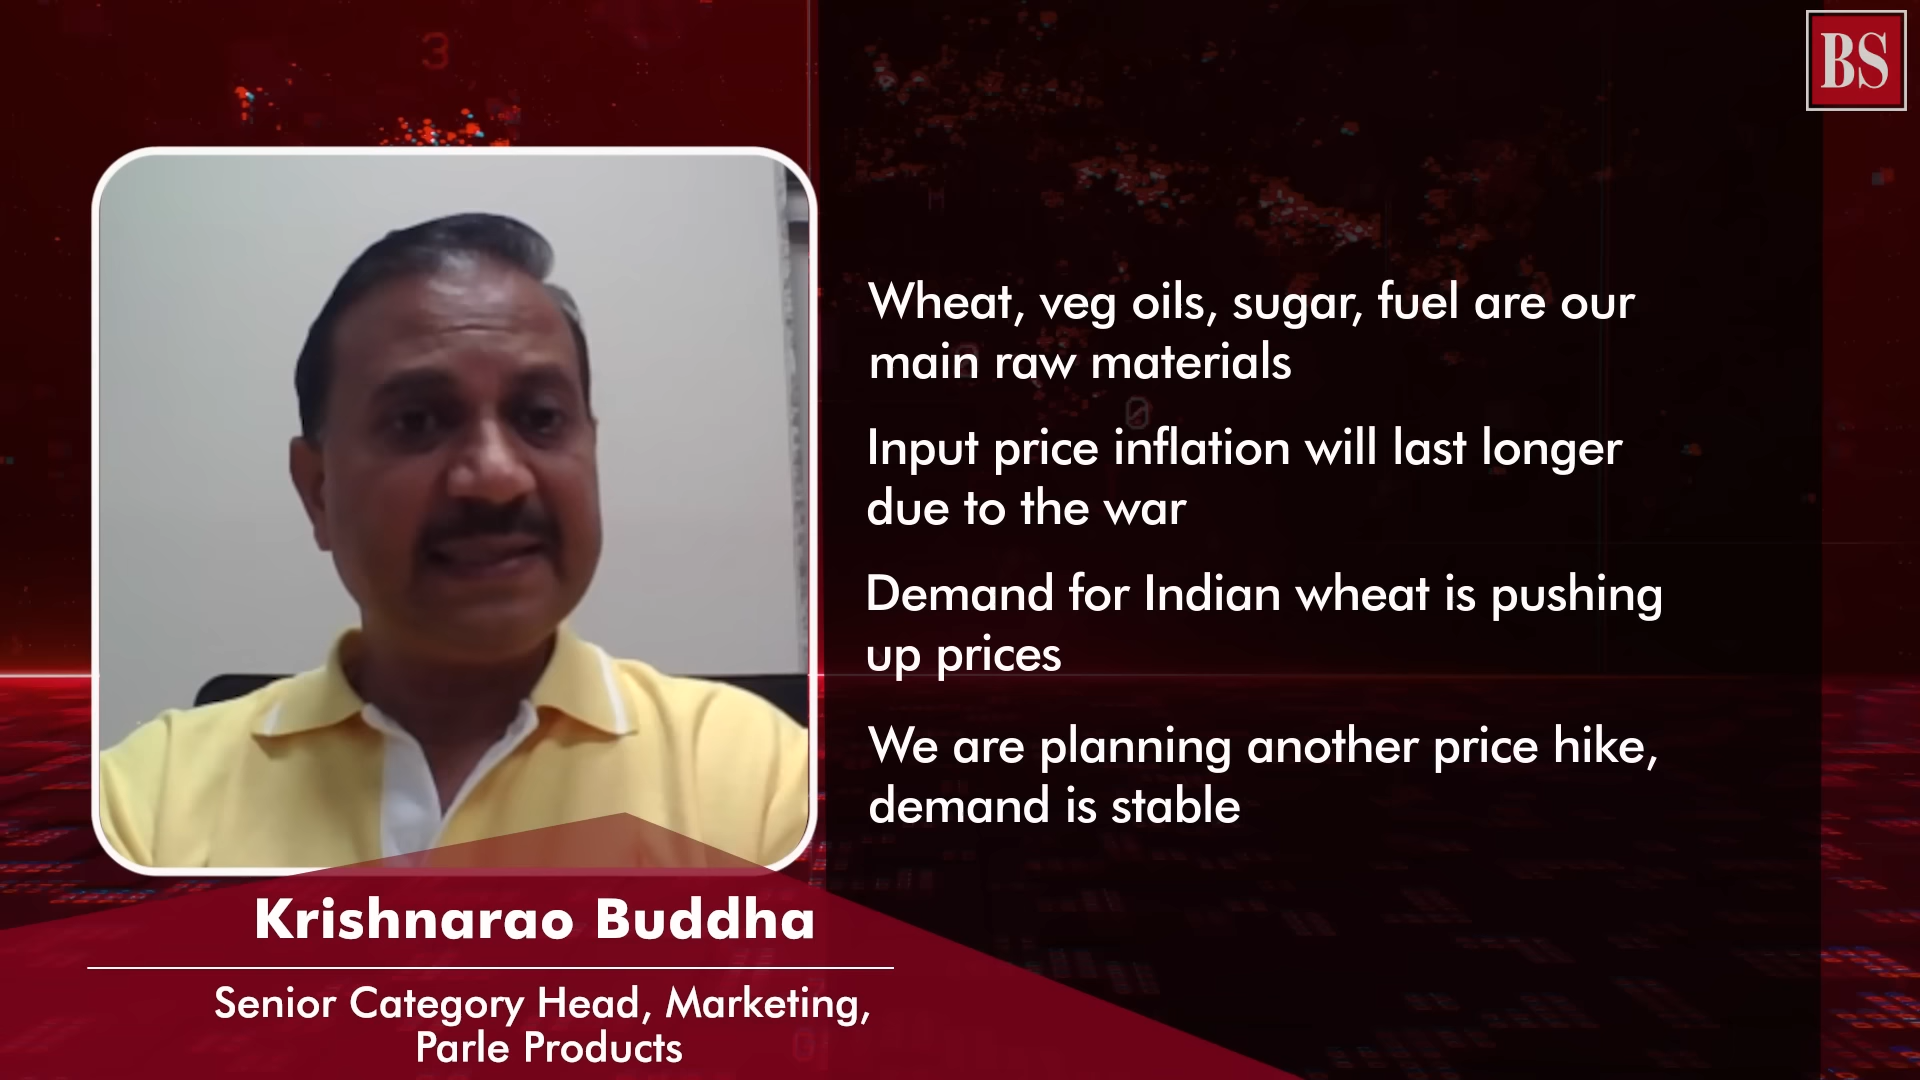 BS
Wheat, veg oils, sugar, fuel are our
main raw materials
Input price inflation will last longer
due to the war
Demand for Indian wheat is pushing
up prices
We are planning another price hike,
demand is stable
Krishnarao Buddha
Senior Category Head, Marketing,
Parle Products